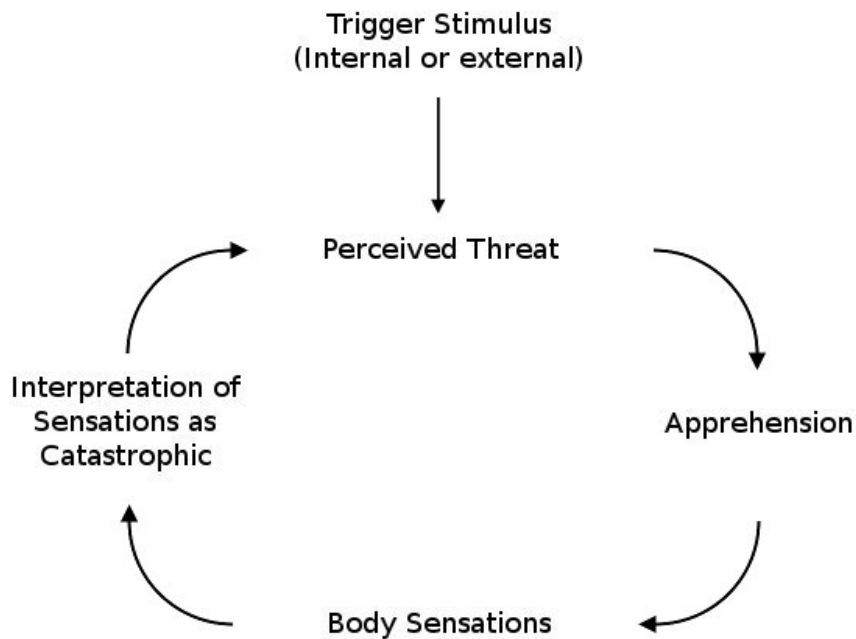 Trigger Stimulus
(Internal or external)
Perceived Threat
Interpretation of
Sensations as
Catastrophic
Apprehension
Body Sensations